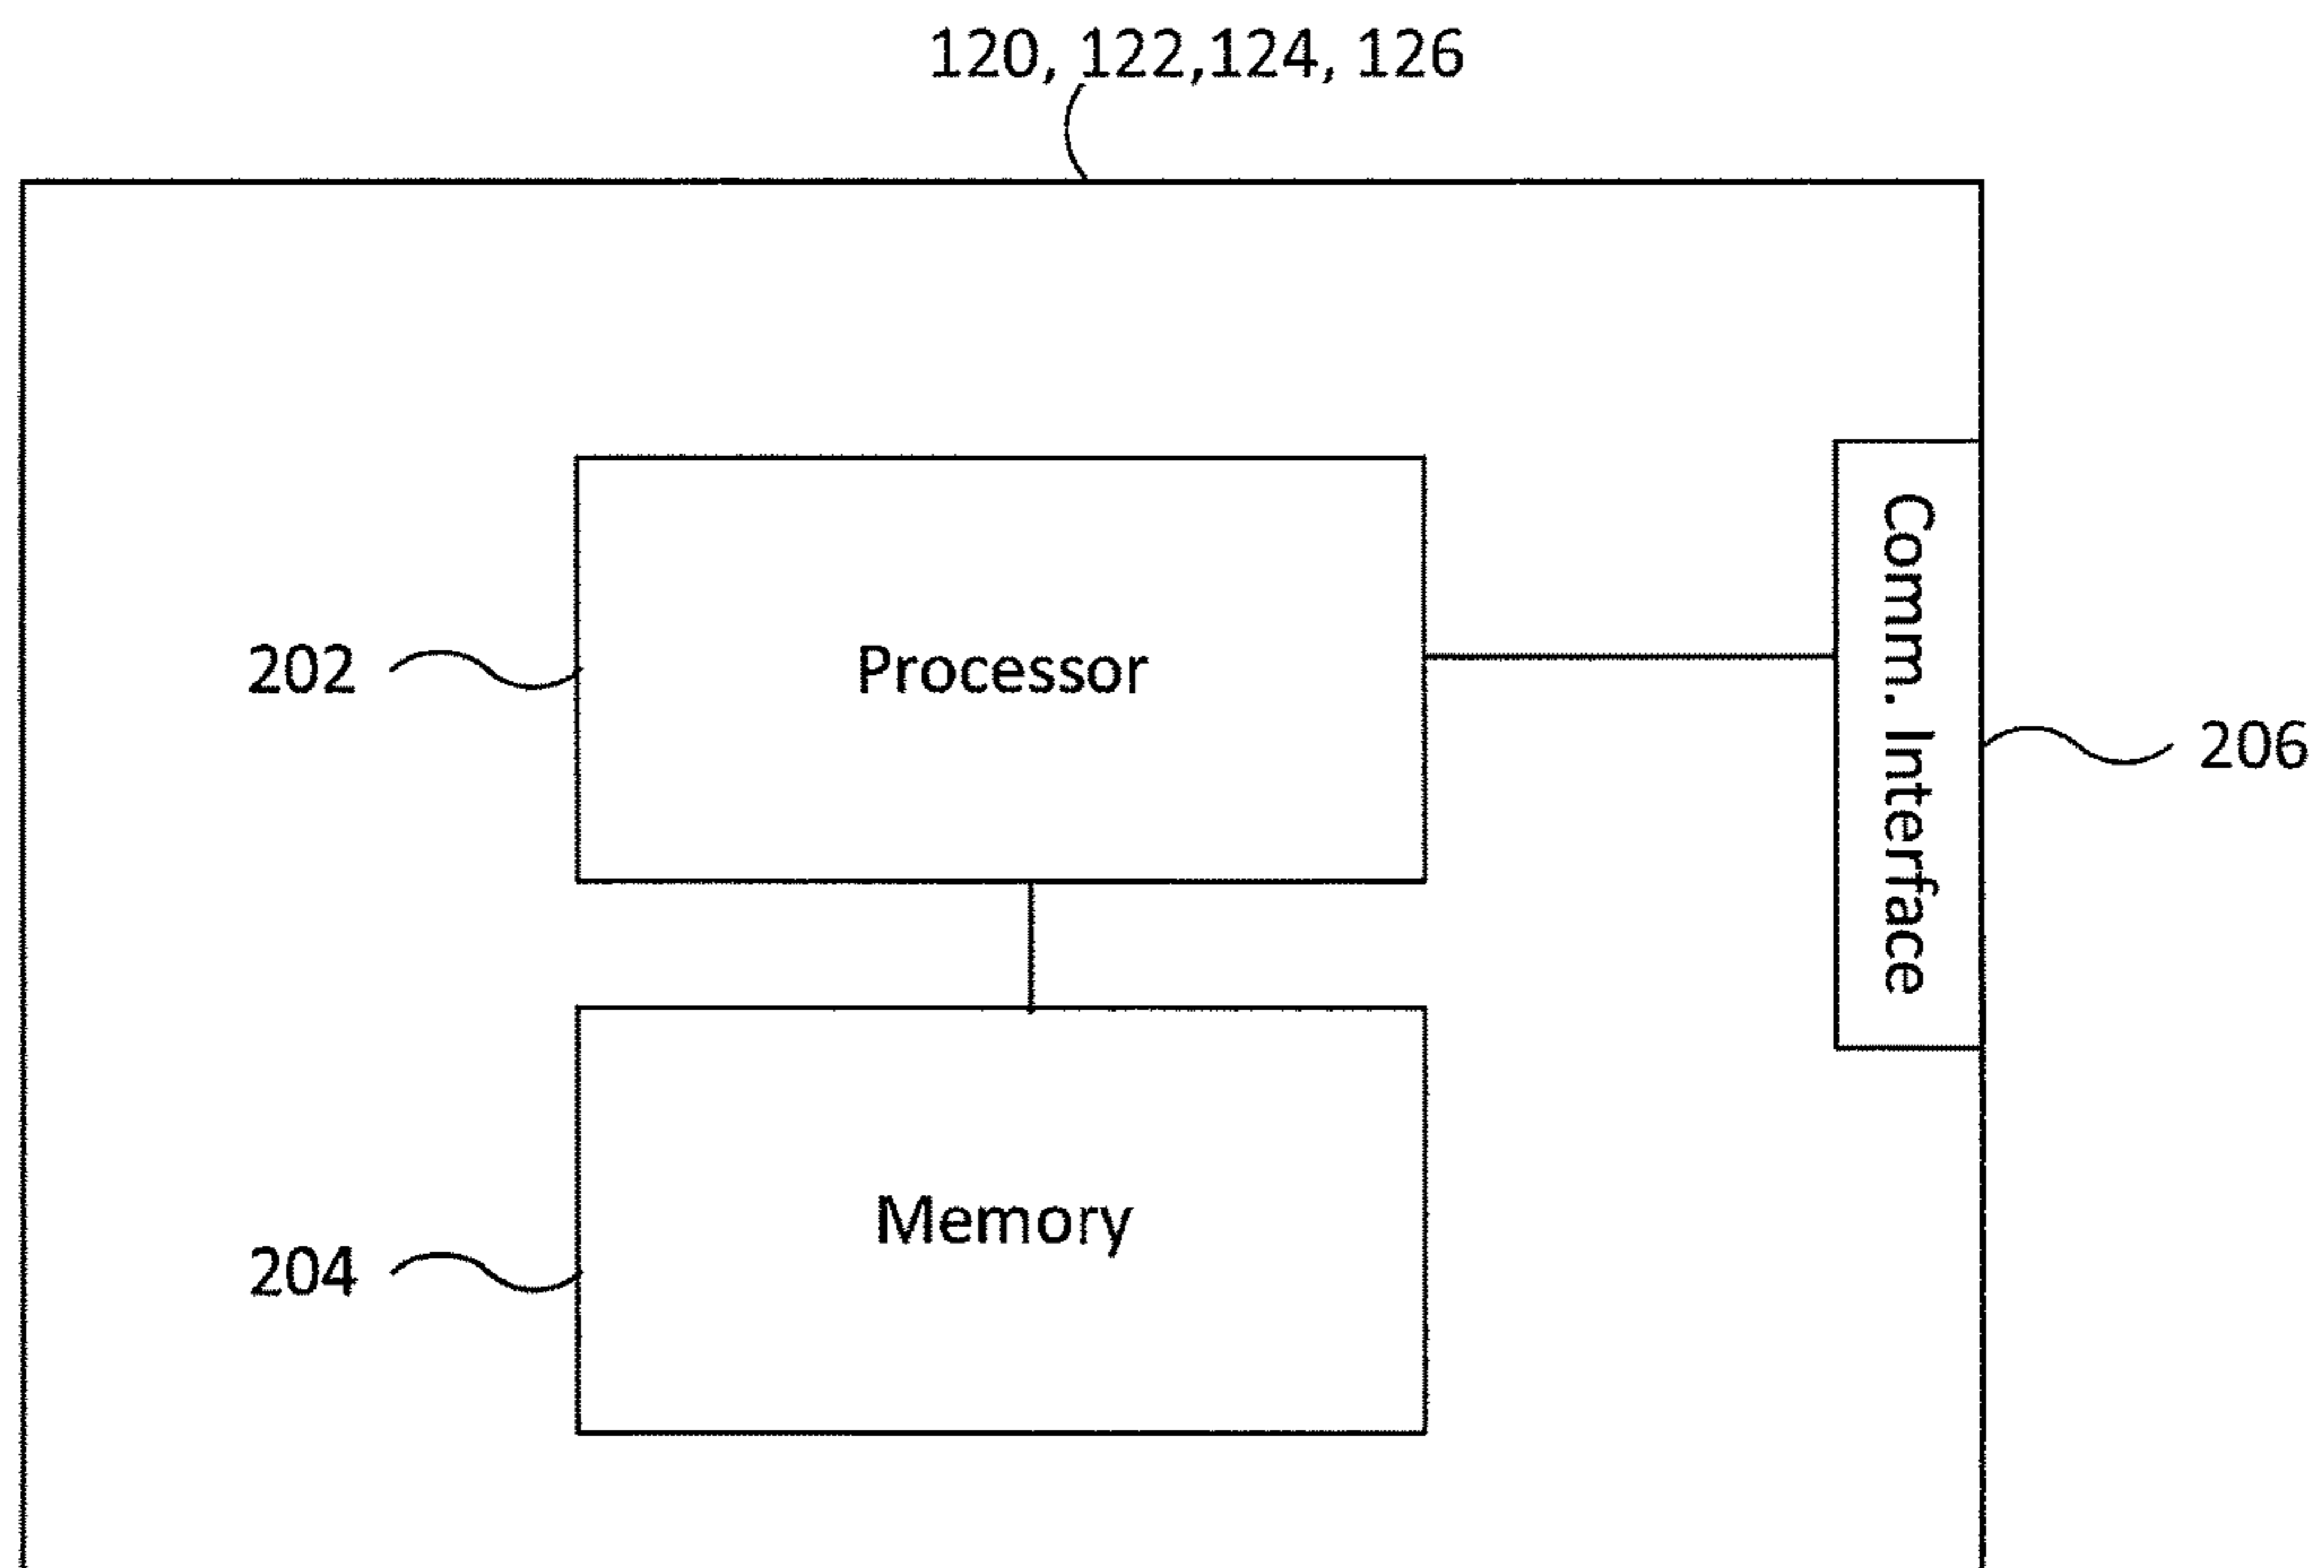 120, 122,124, 126
202
Processor
Comm. Interface
206
204
Memory